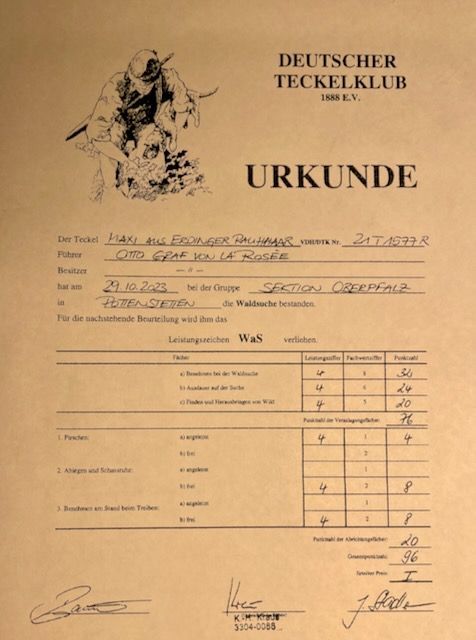 DEUTSCHER
TECKELKLUB
1888 E.V.
URKUNDE
Der Teckel MAXI AUS ERDINGER RAUHHAAR VDH/DTK Nr. 21T1577R
Führer OTTO GRAF VON LA ROSÉE
Besitzer — " —
hat am 29.10.2023 bei der Gruppe SEKTION OBERPFALZ
in POTTENSTETTEN die Waldsuche bestanden.
Für die nachstehende Beurteilung wird ihm das
Leistungszeichen WaS verliehen.
Fächer Leistungsziffer Fachwertziffer Punktzahl
a) Benehmen bei der Waldsuche 4 8 32
b) Ausdauer auf der Suche 4 6 24
c) Finden und Herausbringen von Wild 4 5 20
Punktzahl der Veranlagungsfächer: 76
1. Pirschen: a) angeleint 4 1 4
b) frei 2
2. Ablegen und Schussruhe: a) angeleint 1
b) frei 4 2 8
3. Benehmen am Stand beim Treiben: a) angeleint 1
b) frei 4 2 8
Punktzahl der Abrichtungsfächer: 20
Gesamtpunktzahl: 96
Erteilter Preis: I
K. H. Kraus
3304-0088